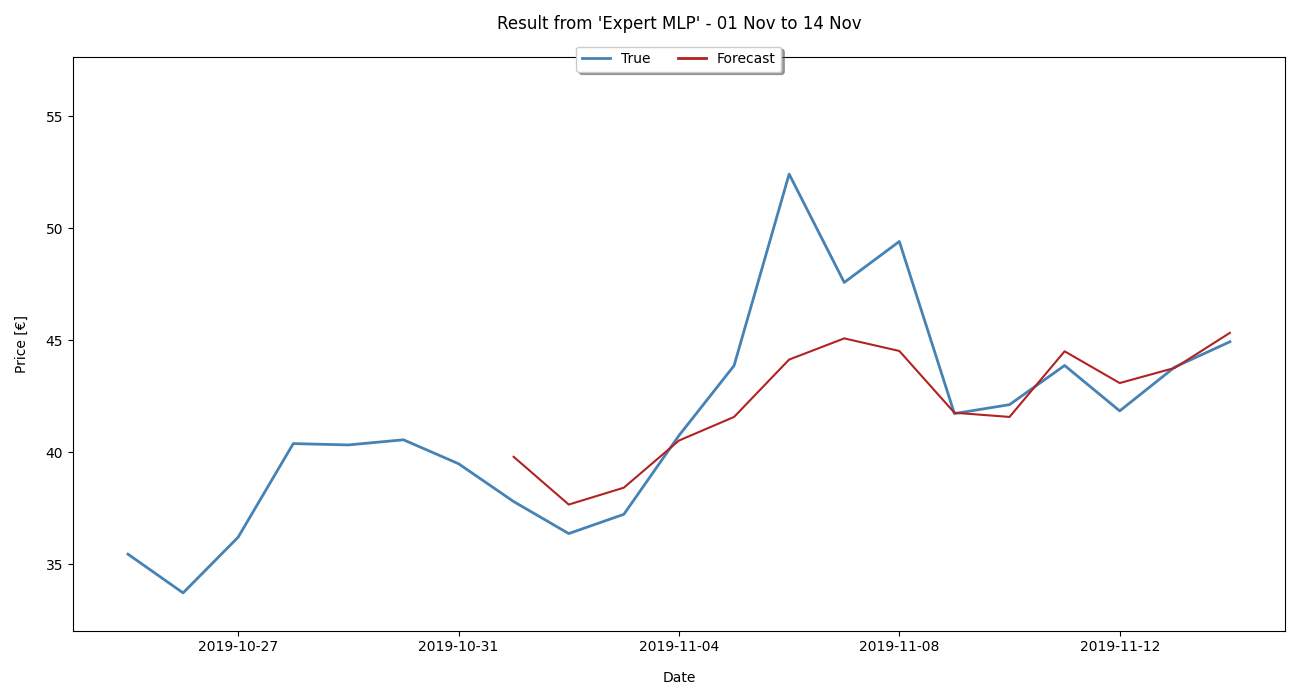 Result from 'Expert MLP' - 01 Nov to 14 Nov
True Forecast
55
50
45
40
35
Price [€]
2019-10-27 2019-10-31 2019-11-04 2019-11-08 2019-11-12
Date